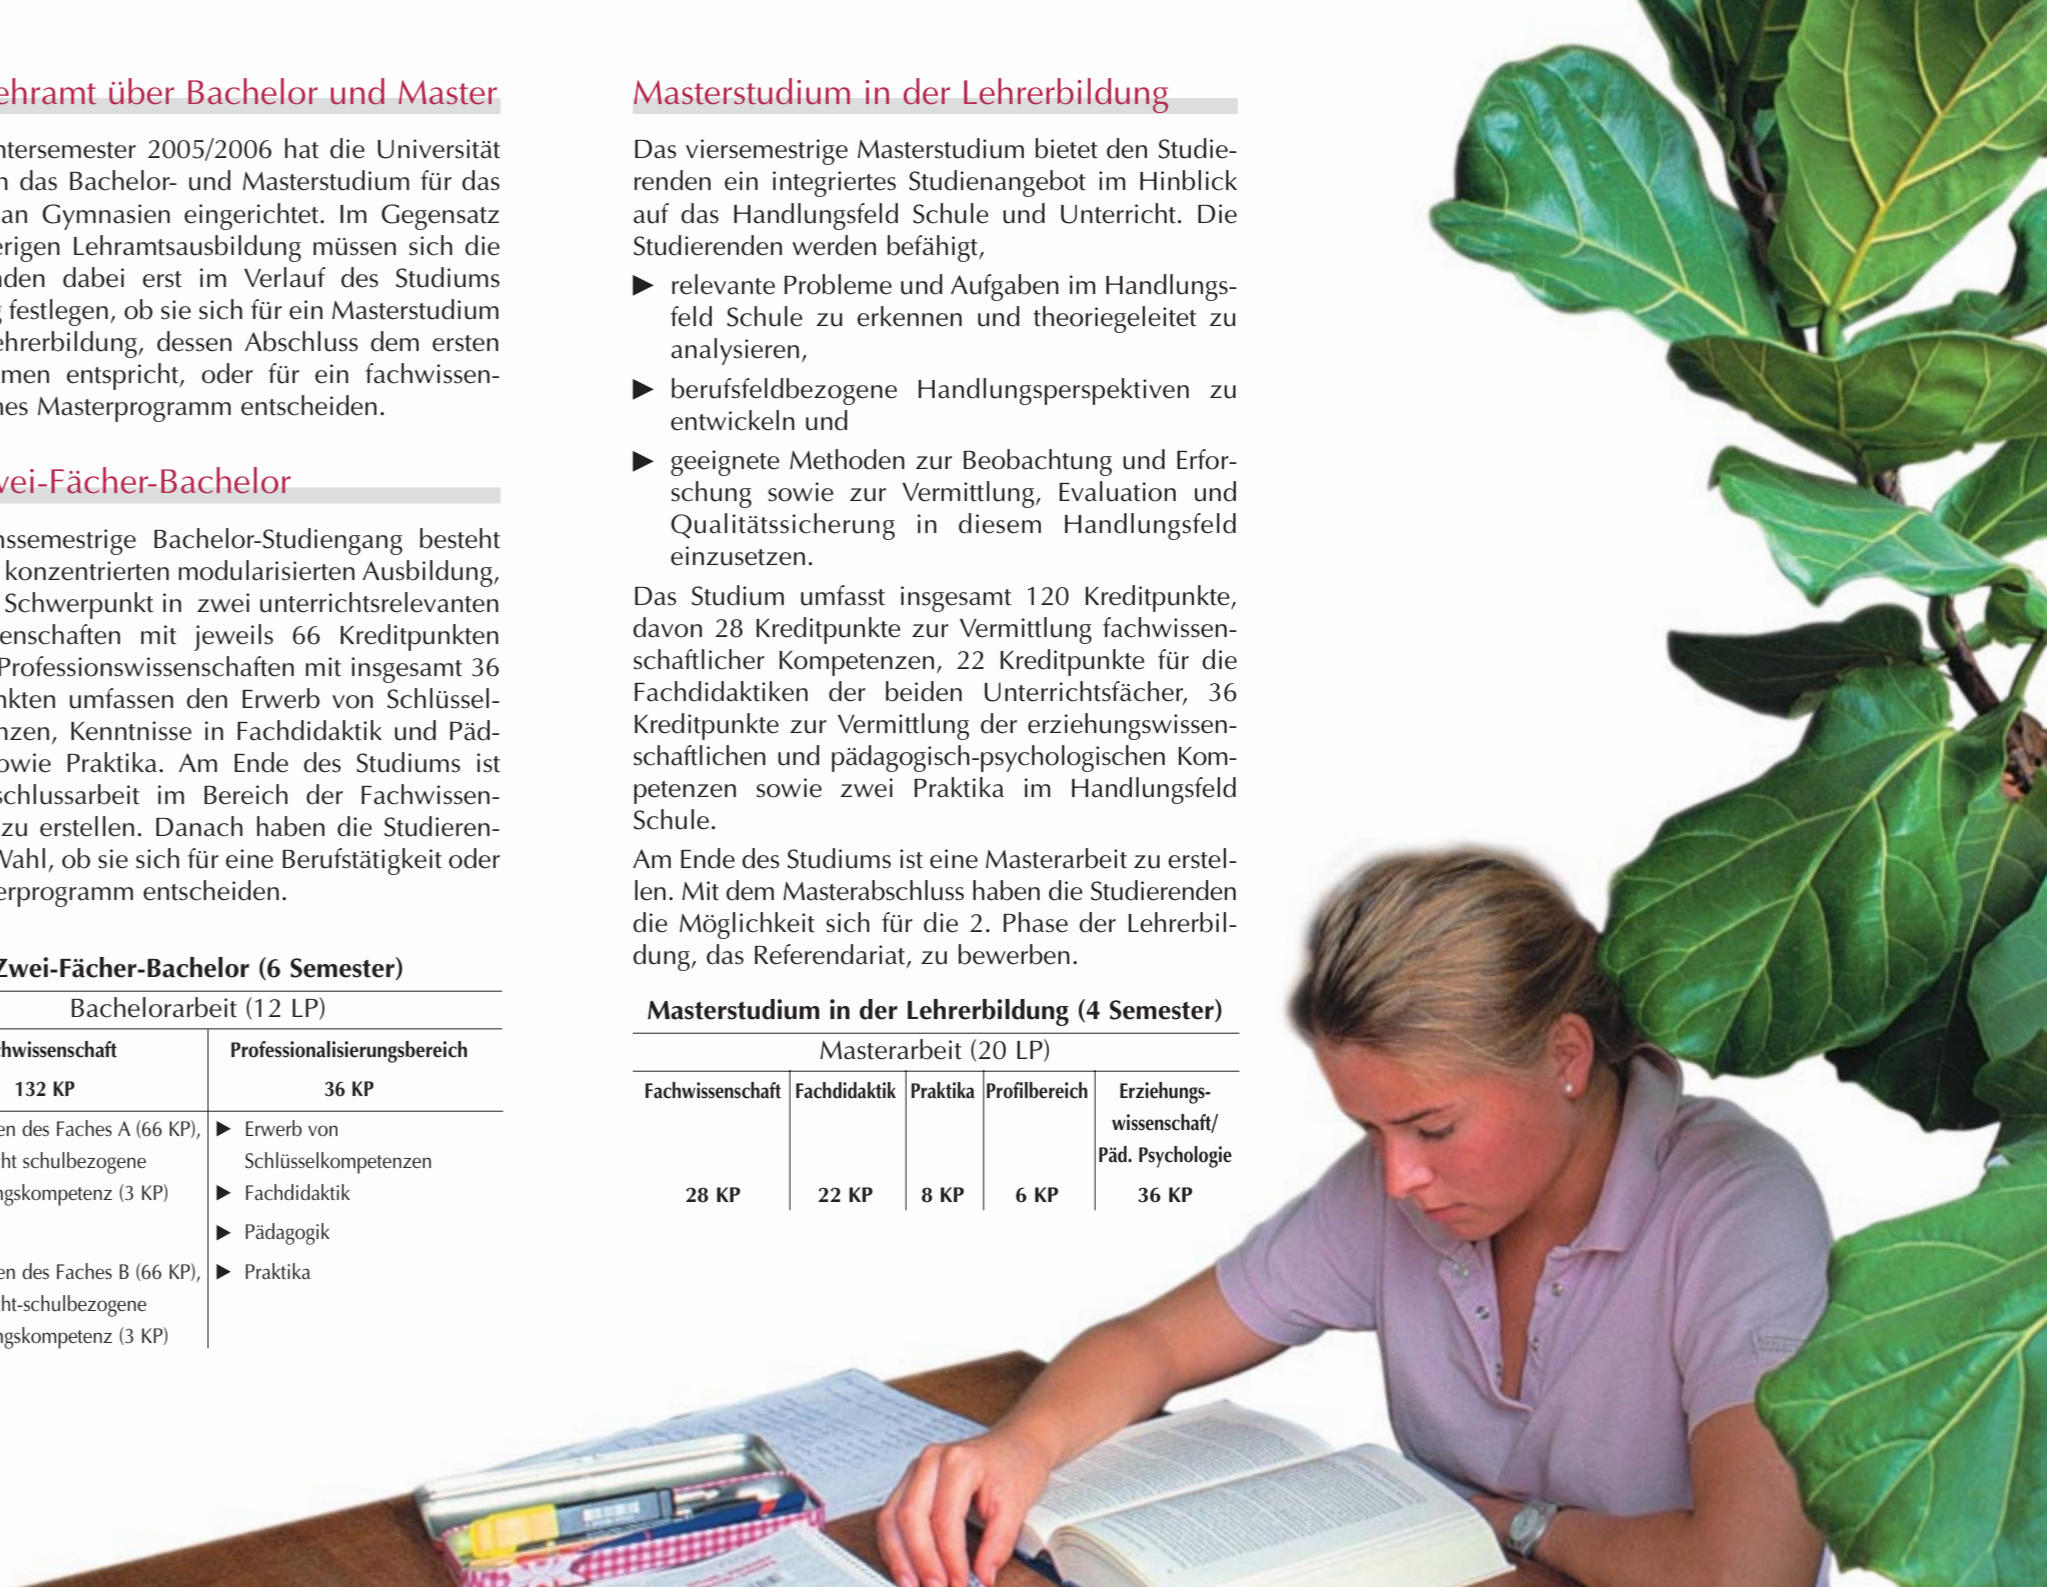 ehramt über Bachelor und Master
ntersemester 2005/2006 hat die Universität
n das Bachelor- und Masterstudium für das
an Gymnasien eingerichtet. Im Gegensatz
erigen Lehramtsausbildung müssen sich die
nden dabei erst im Verlauf des Studiums
g festlegen, ob sie sich für ein Masterstudium
ehrerbildung, dessen Abschluss dem ersten
men entspricht, oder für ein fachwissen-
hes Masterprogramm entscheiden.
wei-Fächer-Bachelor
hssemestrige Bachelor-Studiengang besteht
konzentrierten modularisierten Ausbildung,
Schwerpunkt in zwei unterrichtsrelevanten
enschaften mit jeweils 66 Kreditpunkten
Professionswissenschaften mit insgesamt 36
nkten umfassen den Erwerb von Schlüssel-
nzen, Kenntnisse in Fachdidaktik und Päd-
owie Praktika. Am Ende des Studiums ist
schlussarbeit im Bereich der Fachwissen-
zu erstellen. Danach haben die Studieren-
Wahl, ob sie sich für eine Berufstätigkeit oder
erprogramm entscheiden.
Zwei-Fächer-Bachelor (6 Semester)
Bachelorarbeit (12 LP)
chwissenschaft Professionalisierungsbereich
132 KP 36 KP
en des Faches A (66 KP), ▶ Erwerb von
cht schulbezogene Schlüsselkompetenzen
ngskompetenz (3 KP) ▶ Fachdidaktik
▶ Pädagogik
en des Faches B (66 KP), ▶ Praktika
cht-schulbezogene
ngskompetenz (3 KP)
Masterstudium in der Lehrerbildung
Das viersemestrige Masterstudium bietet den Studie-
renden ein integriertes Studienangebot im Hinblick
auf das Handlungsfeld Schule und Unterricht. Die
Studierenden werden befähigt,
▶ relevante Probleme und Aufgaben im Handlungs-
feld Schule zu erkennen und theoriegeleitet zu
analysieren,
▶ berufsfeldbezogene Handlungsperspektiven zu
entwickeln und
▶ geeignete Methoden zur Beobachtung und Erfor-
schung sowie zur Vermittlung, Evaluation und
Qualitätssicherung in diesem Handlungsfeld
einzusetzen.
Das Studium umfasst insgesamt 120 Kreditpunkte,
davon 28 Kreditpunkte zur Vermittlung fachwissen-
schaftlicher Kompetenzen, 22 Kreditpunkte für die
Fachdidaktiken der beiden Unterrichtsfächer, 36
Kreditpunkte zur Vermittlung der erziehungswissen-
schaftlichen und pädagogisch-psychologischen Kom-
petenzen sowie zwei Praktika im Handlungsfeld
Schule.
Am Ende des Studiums ist eine Masterarbeit zu erstel-
len. Mit dem Masterabschluss haben die Studierenden
die Möglichkeit sich für die 2. Phase der Lehrerbil-
dung, das Referendariat, zu bewerben.
Masterstudium in der Lehrerbildung (4 Semester)
Masterarbeit (20 LP)
Fachwissenschaft Fachdidaktik Praktika Profilbereich Erziehungs-
wissenschaft/
Päd. Psychologie
28 KP 22 KP 8 KP 6 KP 36 KP